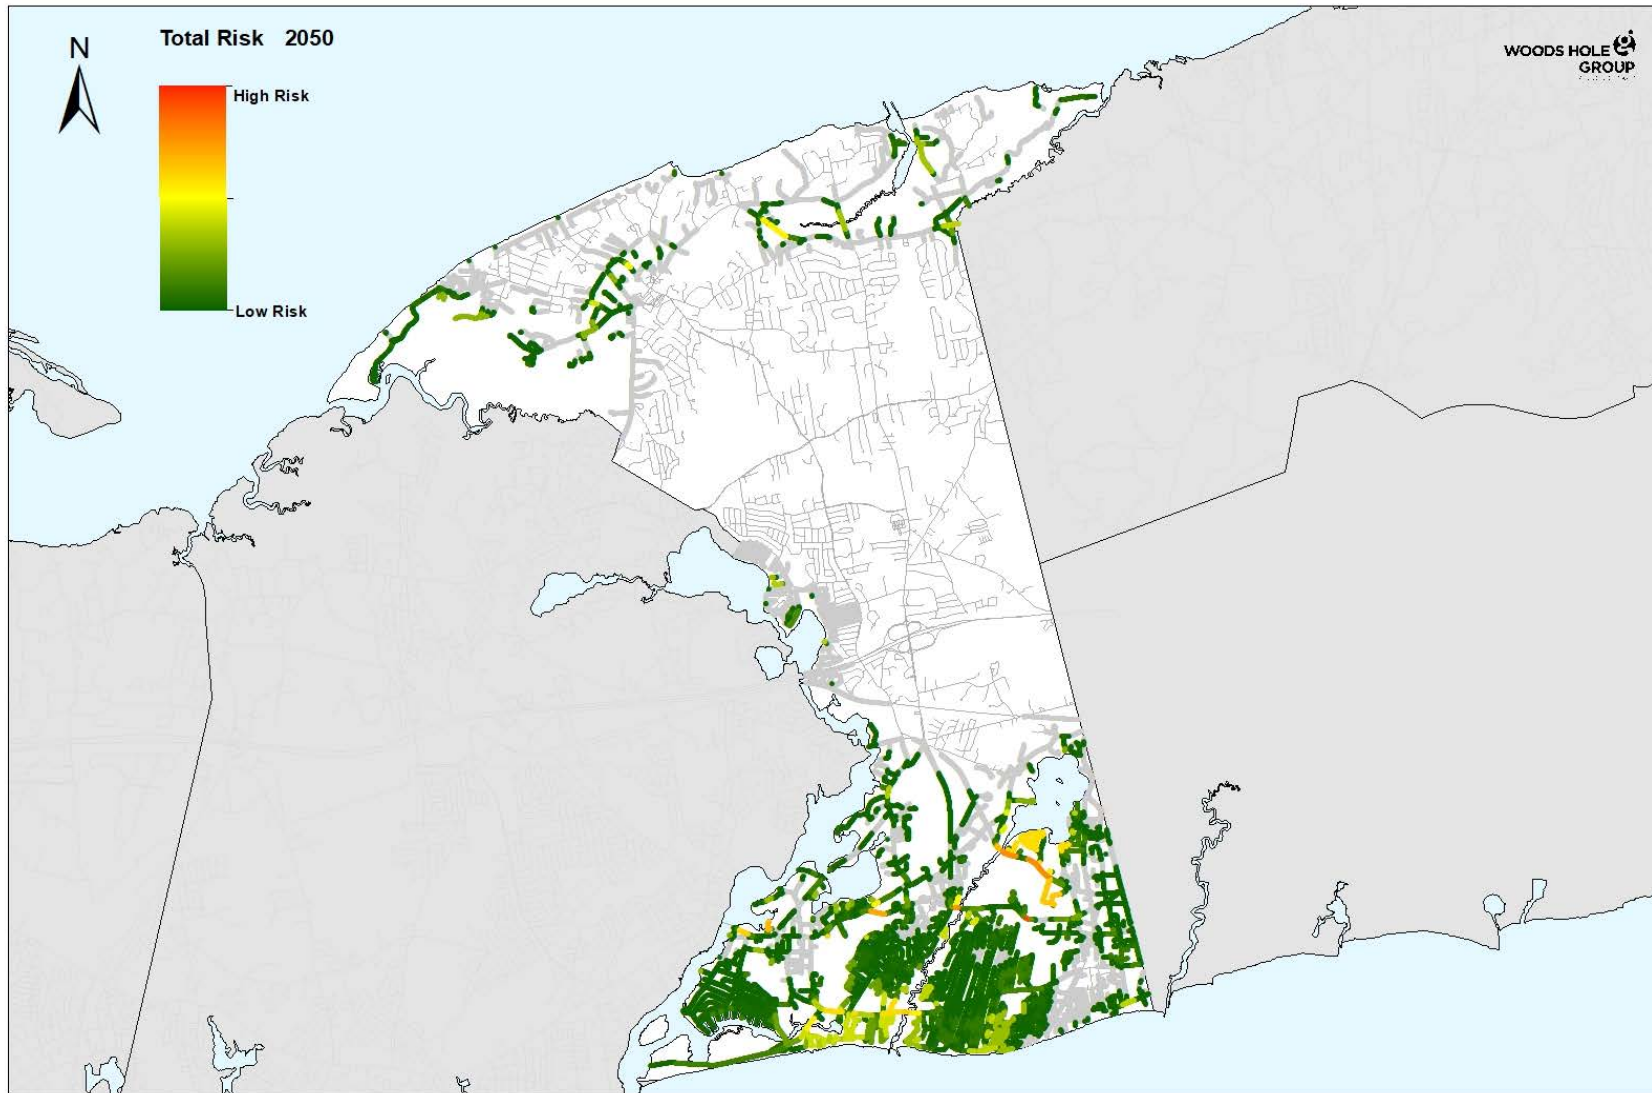 Total Risk 2050
N
High Risk
Low Risk
WOODS HOLE
GROUP